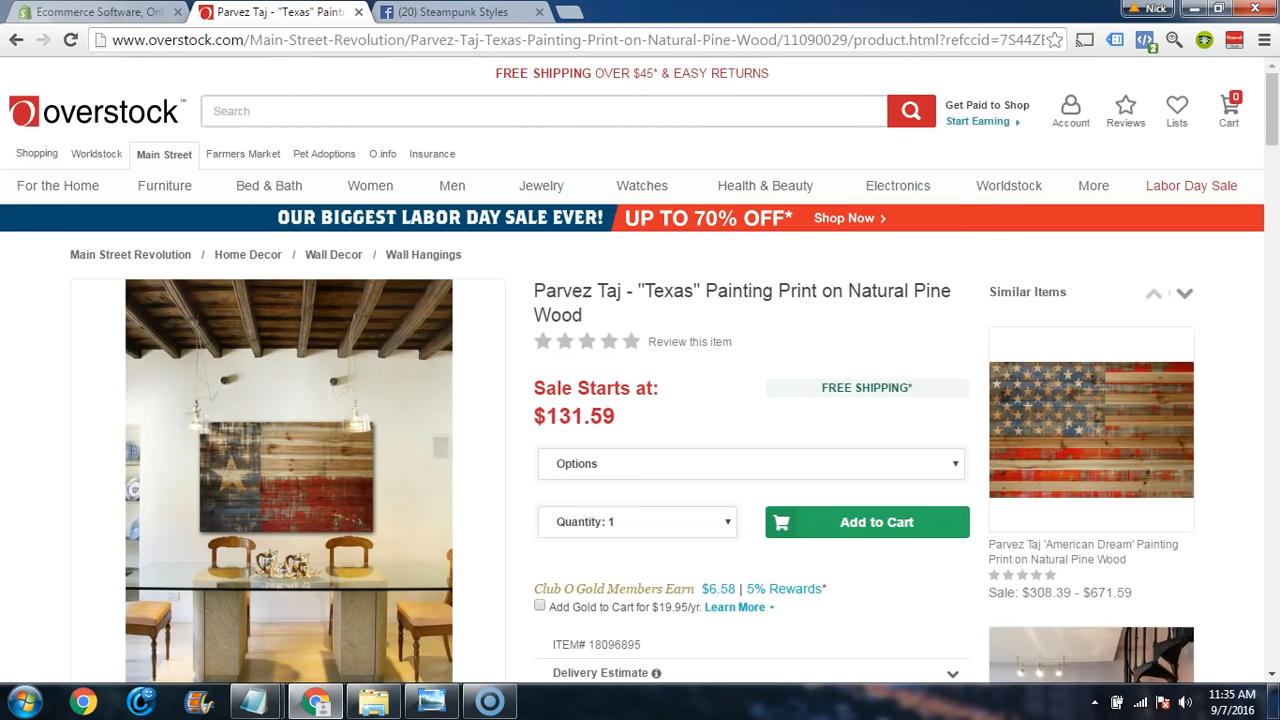 Ecommerce Software, Onl
Parvez Taj - "Texas" Paintin
(20) Steampunk Styles
Nick
www.overstock.com/Main-Street-Revolution/Parvez-Taj-Texas-Painting-Print-on-Natural-Pine-Wood/11090029/product.html?refccid=7S44ZE
2
FREE SHIPPING OVER $45* & EASY RETURNS
overstock™
Search
Get Paid to Shop
Start Earning ▸
Account
Reviews
Lists
0
Cart
Shopping
Worldstock
Main Street
Farmers Market
Pet Adoptions
O.info
Insurance
For the Home
Furniture
Bed & Bath
Women
Men
Jewelry
Watches
Health & Beauty
Electronics
Worldstock
More
Labor Day Sale
OUR BIGGEST LABOR DAY SALE EVER!
UP TO 70% OFF*
Shop Now >
Main Street Revolution / Home Decor / Wall Decor / Wall Hangings
Parvez Taj - "Texas" Painting Print on Natural Pine
Wood
Review this item
Sale Starts at:
$131.59
FREE SHIPPING*
Options
Quantity: 1
Add to Cart
Club O Gold Members Earn $6.58 | 5% Rewards*
Add Gold to Cart for $19.95/yr. Learn More ▸
ITEM# 18096895
Delivery Estimate
Similar Items
Parvez Taj 'American Dream' Painting
Print on Natural Pine Wood
Sale: $308.39 - $671.59
11:35 AM
9/7/2016